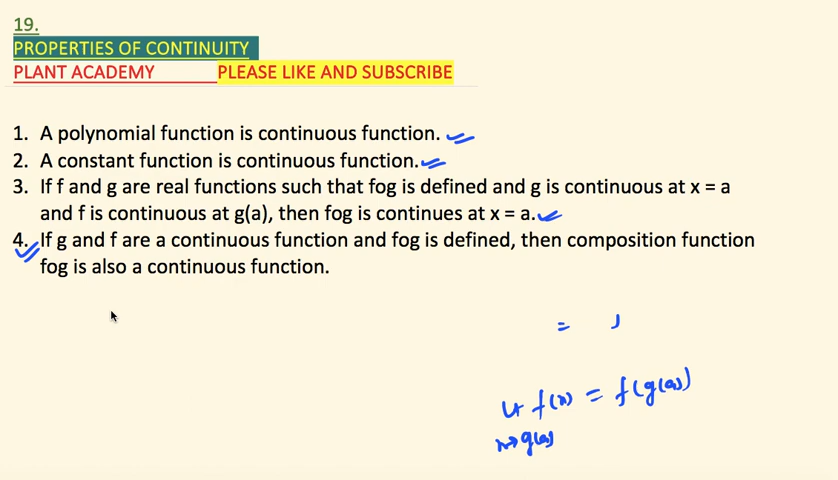 19.
PROPERTIES OF CONTINUITY
PLANT ACADEMY PLEASE LIKE AND SUBSCRIBE
1. A polynomial function is continuous function.
2. A constant function is continuous function.
3. If f and g are real functions such that fog is defined and g is continuous at x = a
and f is continuous at g(a), then fog is continues at x = a.
4. If g and f are a continuous function and fog is defined, then composition function
fog is also a continuous function.
=
Lt f(x) = f(g(a))
x→g(a)